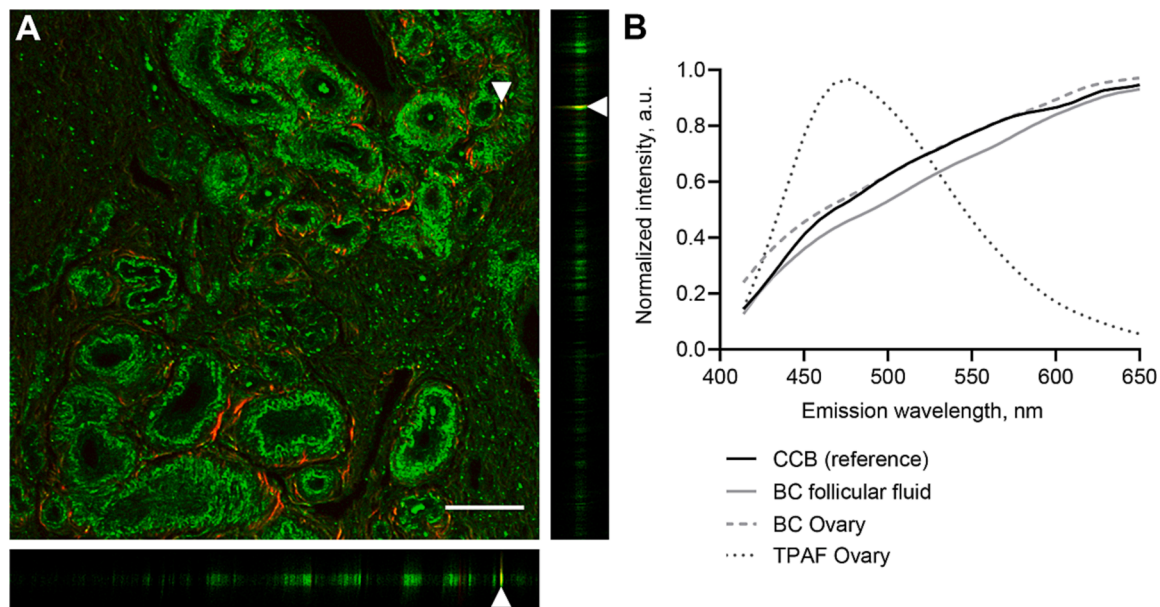 A
B
Normalized intensity, a.u.
1.0
0.8
0.6
0.4
0.2
0.0
400 450 500 550 600 650
Emission wavelength, nm
CCB (reference)
BC follicular fluid
BC Ovary
TPAF Ovary